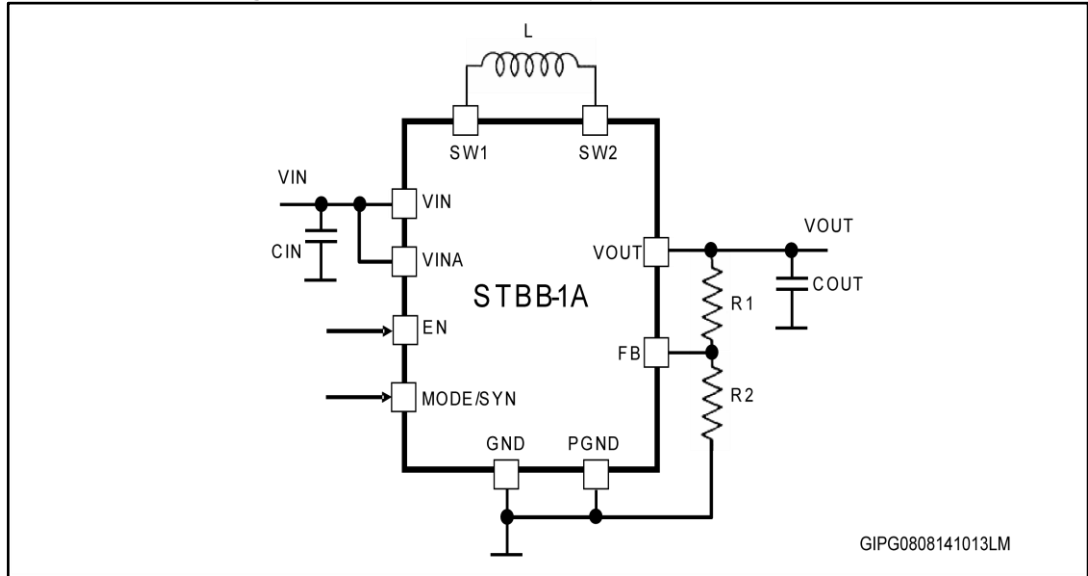 L
SW1
SW2
VIN
VIN
CIN
VINA
VOUT
VOUT
STBB-1A
R1
COUT
EN
FB
MODE/SYN
R2
GND
PGND
GIPG0808141013LM